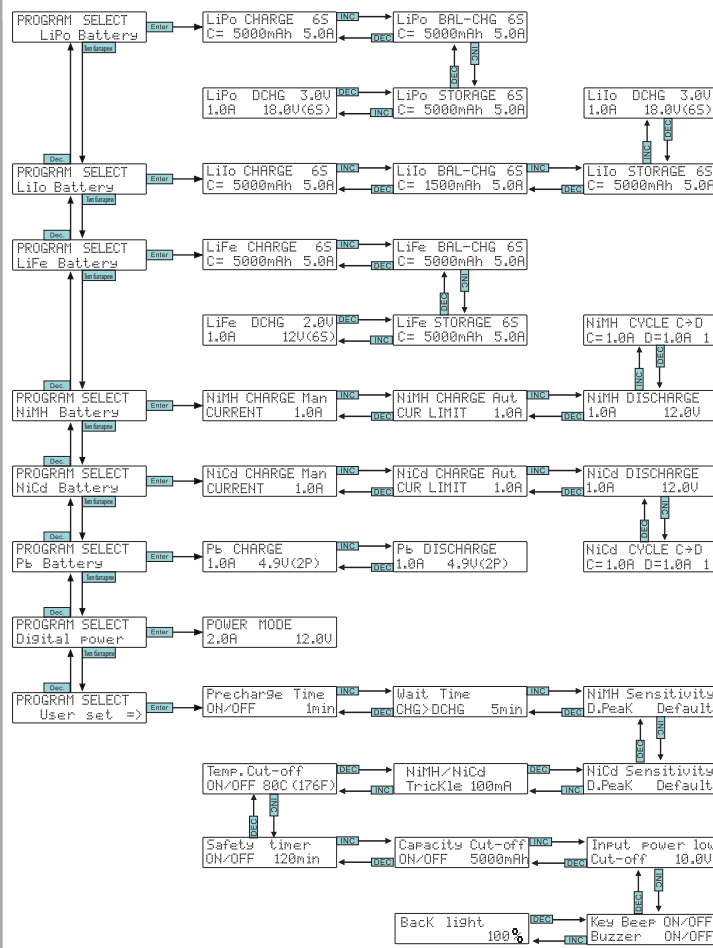 PROGRAM SELECT
LiPo Battery
Enter
LiPo CHARGE 6S
C= 5000mAh 5.0A
INC
DEC
LiPo BAL-CHG 6S
C= 5000mAh 5.0A
Тип батареи
DEC
INC
LiPo DCHG 3.0V
1.0A 18.0V(6S)
DEC
INC
LiPo STORAGE 6S
C= 5000mAh 5.0A
LiIo DCHG 3.0V
1.0A 18.0V(6S)
INC
DEC
Dec.
PROGRAM SELECT
LiIo Battery
Enter
LiIo CHARGE 6S
C= 5000mAh 5.0A
INC
DEC
LiIo BAL-CHG 6S
C= 1500mAh 5.0A
INC
DEC
LiIo STORAGE 6S
C= 5000mAh 5.0A
Тип батареи
Dec.
PROGRAM SELECT
LiFe Battery
Enter
LiFe CHARGE 6S
C= 5000mAh 5.0A
INC
DEC
LiFe BAL-CHG 6S
C= 5000mAh 5.0A
Тип батареи
DEC
INC
LiFe DCHG 2.0V
1.0A 12V(6S)
DEC
INC
LiFe STORAGE 6S
C= 5000mAh 5.0A
NiMH CYCLE C→D
C=1.0A D=1.0A 1
INC
DEC
Dec.
PROGRAM SELECT
NiMH Battery
Enter
NiMH CHARGE Man
CURRENT 1.0A
INC
DEC
NiMH CHARGE Aut
CUR LIMIT 1.0A
INC
DEC
NiMH DISCHARGE
1.0A 12.0V
Тип батареи
Dec.
PROGRAM SELECT
NiCd Battery
Enter
NiCd CHARGE Man
CURRENT 1.0A
INC
DEC
NiCd CHARGE Aut
CUR LIMIT 1.0A
INC
DEC
NiCd DISCHARGE
1.0A 12.0V
Тип батареи
DEC
INC
Dec.
PROGRAM SELECT
Pb Battery
Enter
Pb CHARGE
1.0A 4.9V(2P)
INC
DEC
Pb DISCHARGE
1.0A 4.9V(2P)
NiCd CYCLE C→D
C=1.0A D=1.0A 1
Тип батареи
Dec.
PROGRAM SELECT
Digital power
Enter
POWER MODE
2.0A 12.0V
Тип батареи
Dec.
PROGRAM SELECT
User set =>
Enter
Precharge Time
ON/OFF 1min
INC
DEC
Wait Time
CHG>DCHG 5min
INC
DEC
NiMH Sensitivity
D.Peak Default
DEC
INC
Temp.Cut-off
ON/OFF 80C (176F)
DEC
INC
NiMH/NiCd
Trickle 100mA
DEC
INC
NiCd Sensitivity
D.Peak Default
DEC
INC
Safety timer
ON/OFF 120min
INC
DEC
Capacity Cut-off
ON/OFF 5000mAh
INC
DEC
Input power low
Cut-off 10.0V
DEC
INC
Back light
100%
DEC
INC
Key Beep ON/OFF
Buzzer ON/OFF